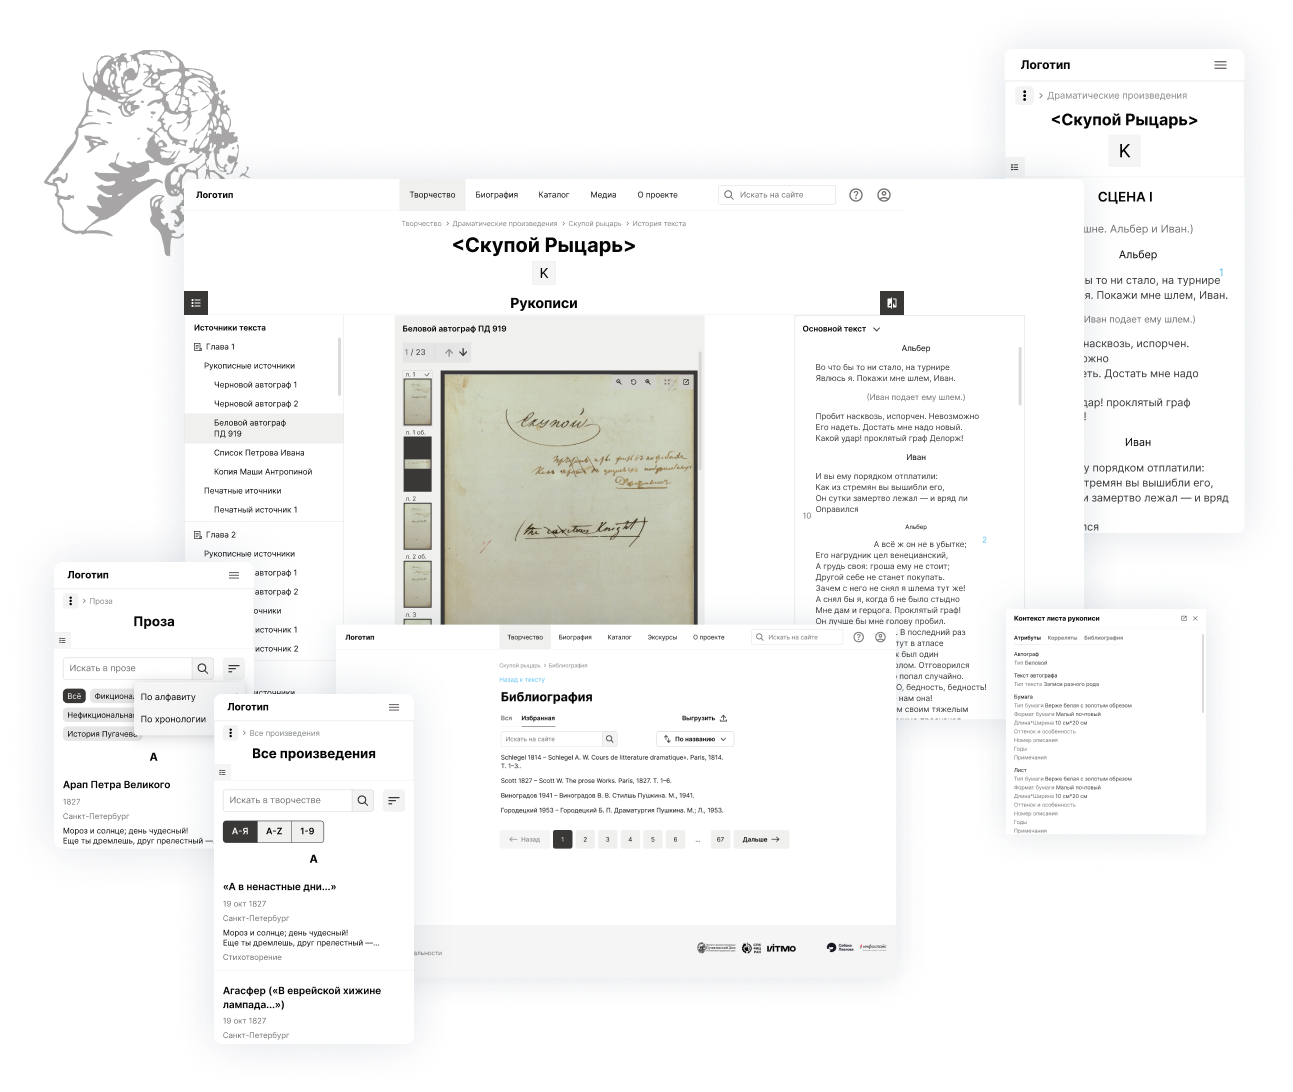 Логотип
Драматические произведения
<Скупой Рыцарь>
K
СЦЕНА I
шне. Альбер и Иван.)
Альбер
1
ы то ни стало, на турнире
я. Покажи мне шлем, Иван.
Иван подает ему шлем.)
насквозь, испорчен.
ожно
еть. Достать мне надо
дар! проклятый граф
!
Иван
у порядком отплатили:
тремян вы вышибли его,
и замертво лежал — и вряд
лся
Логотип
Творчество
Биография
Каталог
Медиа
О проекте
Искать на сайте
Творчество > Драматические произведения > Скупой рыцарь > История текста
<Скупой Рыцарь>
K
Рукописи
Источники текста
Глава 1
Рукописные источники
Черновой автограф 1
Черновой автограф 2
Беловой автограф
ПД 919
Список Петрова Ивана
Копия Маши Антропиной
Печатные иточники
Печатный источник 1
Глава 2
Рукописные источники
автограф 1
автограф 2
очники
источник 1
источник 2
источники
Беловой автограф ПД 919
1 / 23
л. 1
л. 1 об.
л. 2
л. 2 об.
л. 3
Скупой
(the Knight)
Основной текст
Альбер
Во что бы то ни стало, на турнире
Явлюсь я. Покажи мне шлем, Иван.
(Иван подает ему шлем.)
Пробит насквозь, испорчен. Невозможно
Его надеть. Достать мне надо новый.
Какой удар! проклятый граф Делорж!
Иван
И вы ему порядком отплатили:
Как из стремян вы вышибли его,
Он сутки замертво лежал — и вряд ли
Оправился
10
Альбер
А всё ж он не в убытке;
2
Его нагрудник цел венецианский,
А грудь своя: гроша ему не стоит;
Другой себе не станет покупать.
Зачем с него не снял я шлема тут же!
А снял бы я, когда б не было стыдно
Мне дам и герцога. Проклятый граф!
Он лучше бы мне голову пробил.
. В последний раз
тут в атласе
к был один
олом. Отговорился
попал случайно.
О, бедность, бедность!
нам она!
м своим тяжелым
Логотип
Проза
Проза
Искать в прозе
Всё
Фикционал
Нефикциональна
История Пугачева
По алфавиту
По хронологии
А
Арап Петра Великого
1827
Санкт-Петербург
Мороз и солнце; день чудесный!
Еще ты дремлешь, друг прелестный —
Логотип
Все произведения
Все произведения
Искать в творчестве
А-Я
A-Z
1-9
А
«А в ненастные дни...»
19 окт 1827
Санкт-Петербург
Мороз и солнце; день чудесный!
Еще ты дремлешь, друг прелестный —...
Стихотворение
Агасфер («В еврейской хижине
лампада...»)
19 окт 1827
Санкт-Петербург
Логотип
Творчество
Биография
Каталог
Экскурсы
О проекте
Искать на сайте
Скупой рыцарь > Библиография
Назад к тексту
Библиография
Вся
Избранная
Выгрузить
Искать на сайте
По названию
Schlegel 1814 – Schlegel A. W. Cours de litterature dramatique». Paris, 1814.
T. 1–3..
Scott 1827 – Scott W. The prose Works. Paris, 1827. T. 1–6.
Виноградов 1941 – Виноградов В. В. Стилшь Пушкина. М., 1941.
Городецкий 1953 – Городецкий Б. П. Драматургия Пушкина. М.; Л., 1953.
Назад
1
2
3
4
5
6
...
67
Дальше
альности
ИТМО
Собака
Павлова
инфосайс
Контекст листа рукописи
Атрибуты
Корреляты
Библиография
Автограф
Тип Беловой
Текст автографа
Тип текста Записи разного рода
Бумага
Тип бумаги Верже белая с золотым обрезом
Формат бумаги Малый почтовый
Длина*Ширина 10 см*20 см
Оттенок и особенность
Номер описания
Годы
Примечания
Лист
Тип бумаги Верже белая с золотым обрезом
Формат бумаги Малый почтовый
Длина*Ширина 10 см*20 см
Оттенок и особенность
Номер описания
Годы
Примечания